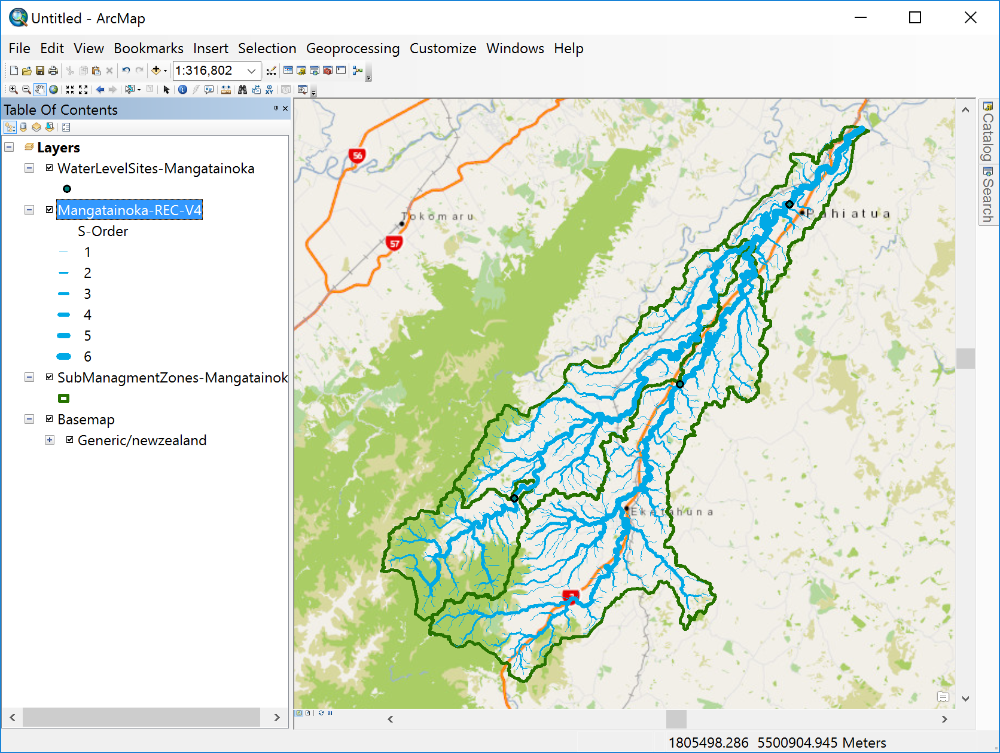 Untitled - ArcMap
File Edit View Bookmarks Insert Selection Geoprocessing Customize Windows Help
1:316,802
Table Of Contents
Layers
WaterLevelSites-Mangatainoka
Mangatainoka-REC-V4
S-Order
1
2
3
4
5
6
SubManagmentZones-Mangatainok
Basemap
Generic/newzealand
56
Tokomaru
57
Pahiatua
Eketahuna
Catalog
Search
1805498.286 5500904.945 Meters